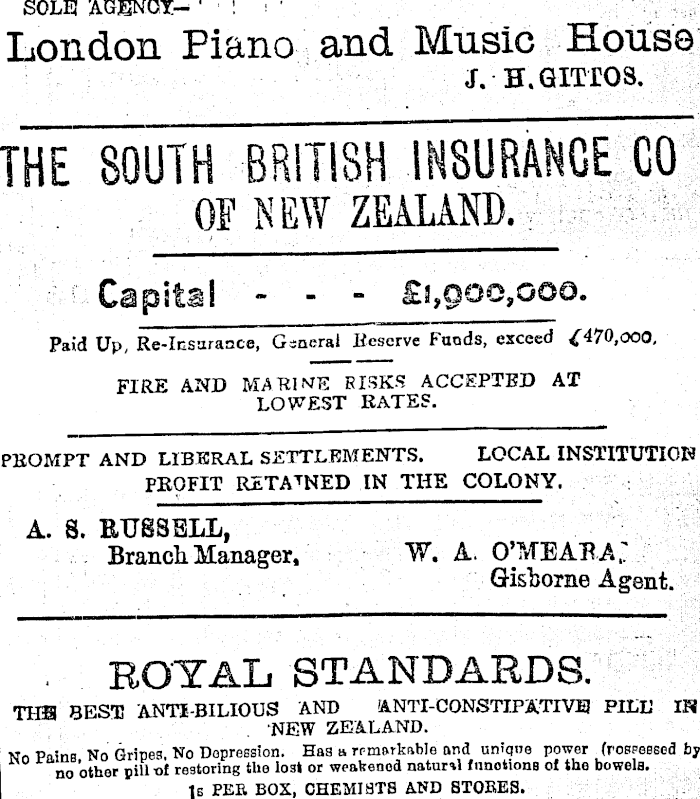 SOLE AGENCY—
London Piano and Music House
J. H. GITTOS.
THE SOUTH BRITISH INSURANCE CO
OF NEW ZEALAND.
Capital - - - £1,000,000.
Paid Up, Re-Insurance, General Reserve Funds, exceed £470,000.
FIRE AND MARINE RISKS ACCEPTED AT
LOWEST RATES.
PROMPT AND LIBERAL SETTLEMENTS. LOCAL INSTITUTION
PROFIT RETAINED IN THE COLONY.
A. S. RUSSELL,
Branch Manager,
W. A. O'MEARA,
Gisborne Agent.
ROYAL STANDARDS.
THE BEST ANTI-BILIOUS AND ANTI-CONSTIPATIVE PILL IN
NEW ZEALAND.
No Pains, No Gripes, No Depression. Has a remarkable and unique power (possessed by
no other pill of restoring the lost or weakened natural functions of the bowels.
1s PER BOX, CHEMISTS AND STORES.